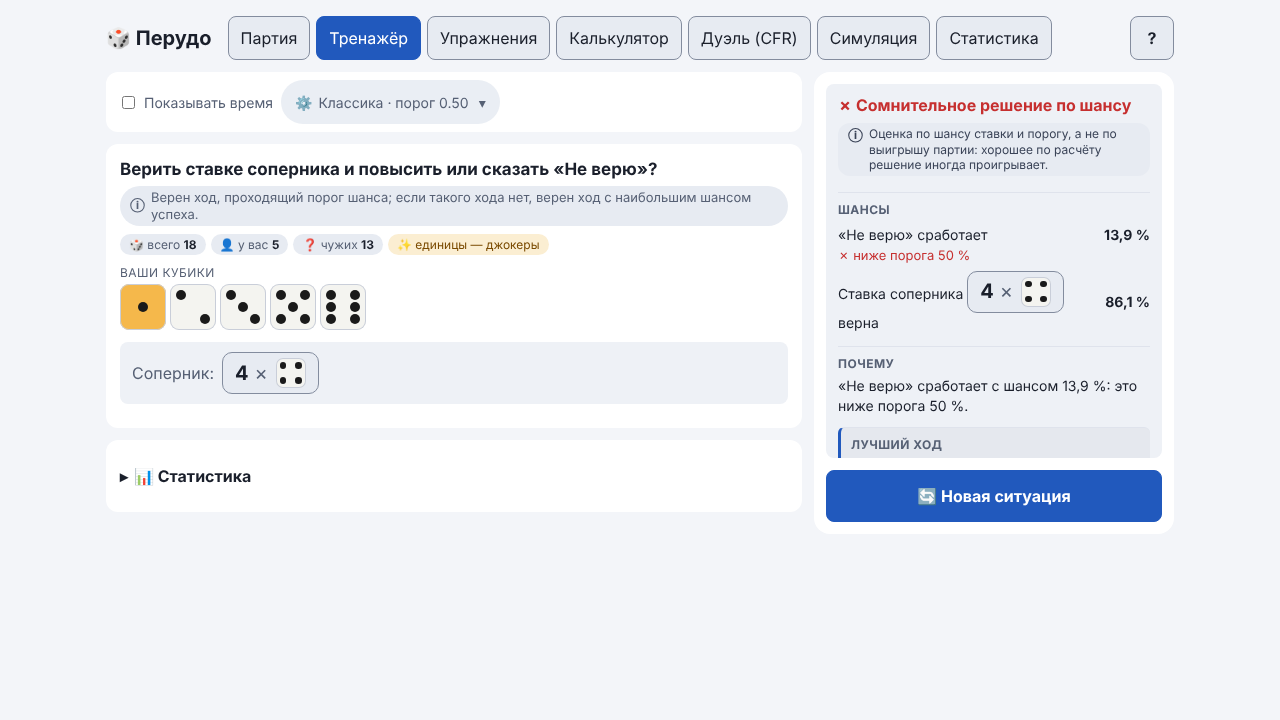 🎲 Перудо
Партия
Тренажёр
Упражнения
Калькулятор
Дуэль (CFR)
Симуляция
Статистика
?
Показывать время
⚙️ Классика · порог 0.50 ▾
Верить ставке соперника и повысить или сказать «Не верю»?
ⓘ Верен ход, проходящий порог шанса; если такого хода нет, верен ход с наибольшим шансом
успеха.
🎲 всего 18
👤 у вас 5
❓ чужих 13
✨ единицы — джокеры
ВАШИ КУБИКИ
Соперник: 4 ×
▸ 📊 Статистика
× Сомнительное решение по шансу
ⓘ Оценка по шансу ставки и порогу, а не по
выигрышу партии: хорошее по расчёту
решение иногда проигрывает.
ШАНСЫ
«Не верю» сработает 13,9 %
× ниже порога 50 %
Ставка соперника 4 ×
верна 86,1 %
ПОЧЕМУ
«Не верю» сработает с шансом 13,9 %: это
ниже порога 50 %.
ЛУЧШИЙ ХОД
🔄 Новая ситуация